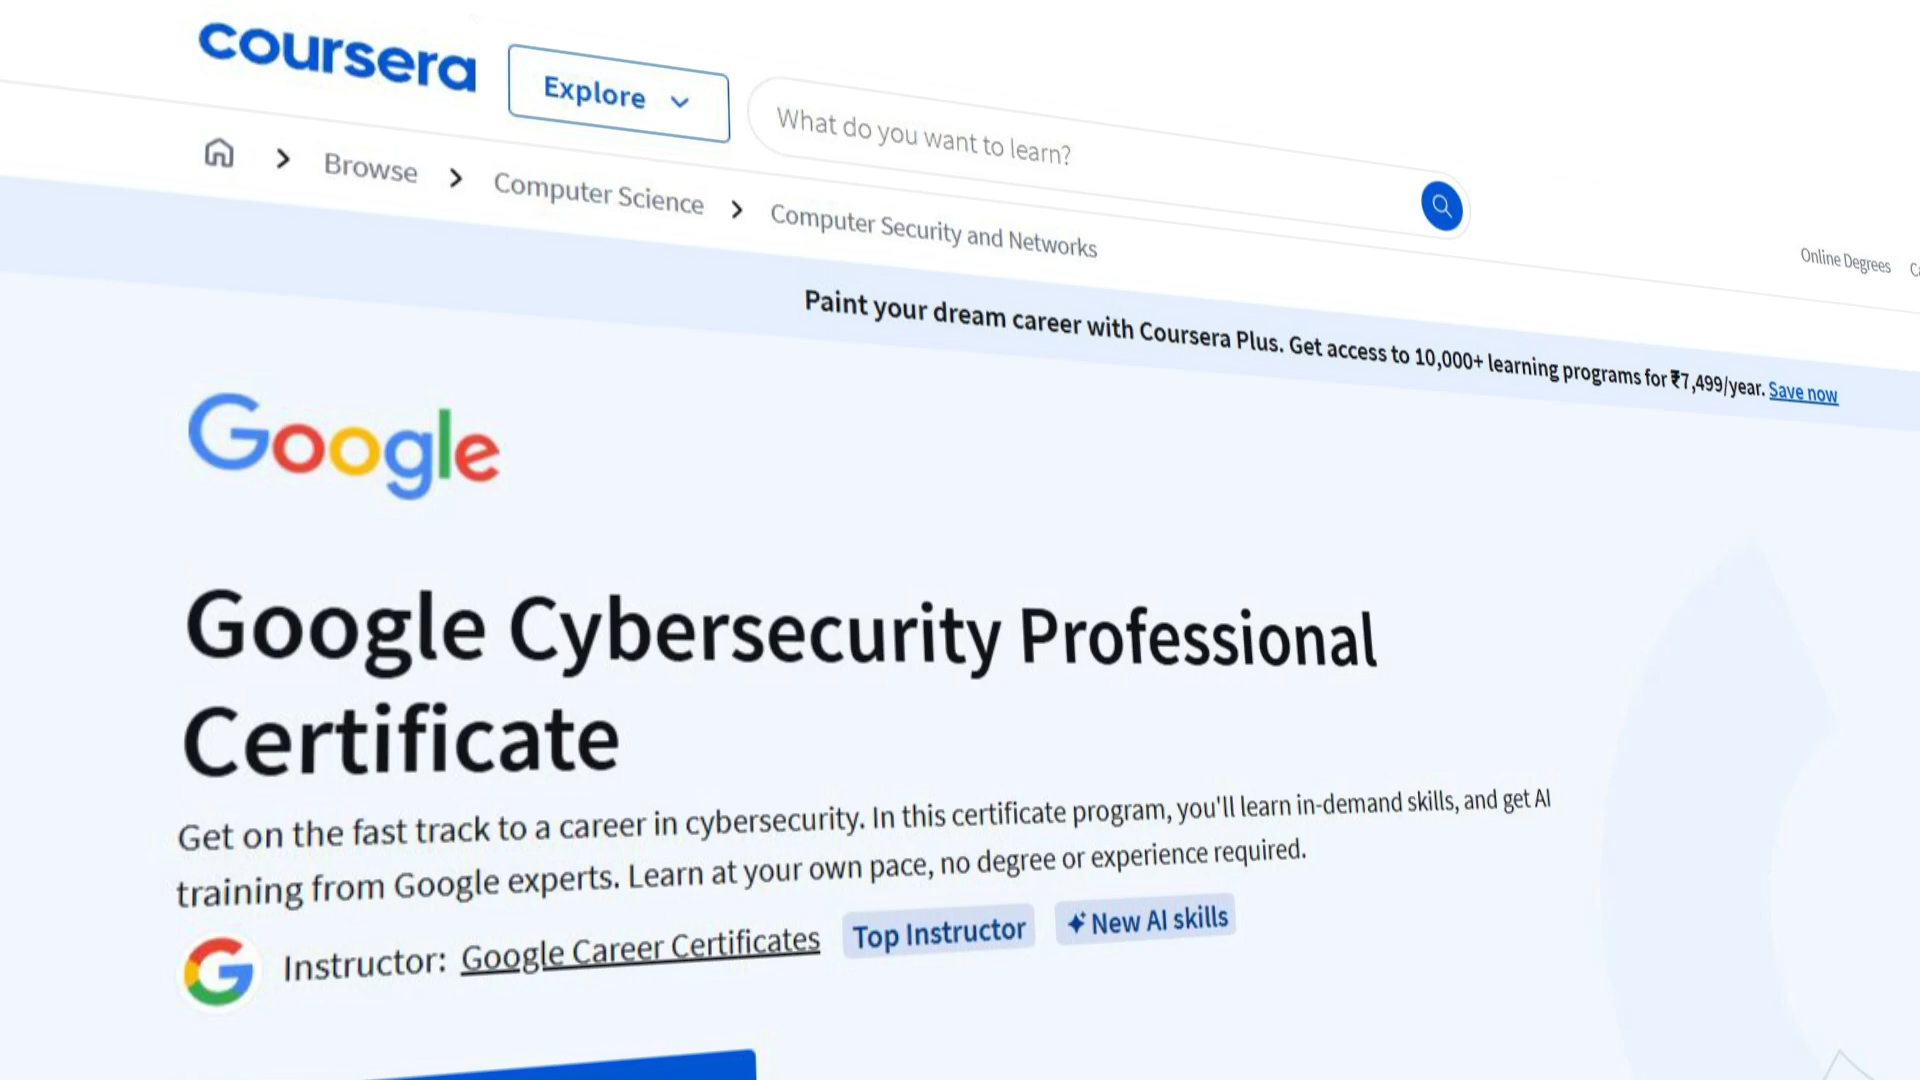 coursera
Explore
What do you want to learn?
Browse
Computer Science
Computer Security and Networks
Online Degrees
Paint your dream career with Coursera Plus. Get access to 10,000+ learning programs for ₹7,499/year. Save now
Google
Google Cybersecurity Professional
Certificate
Get on the fast track to a career in cybersecurity. In this certificate program, you'll learn in-demand skills, and get AI
training from Google experts. Learn at your own pace, no degree or experience required.
G
Instructor: Google Career Certificates
Top Instructor
New AI skills